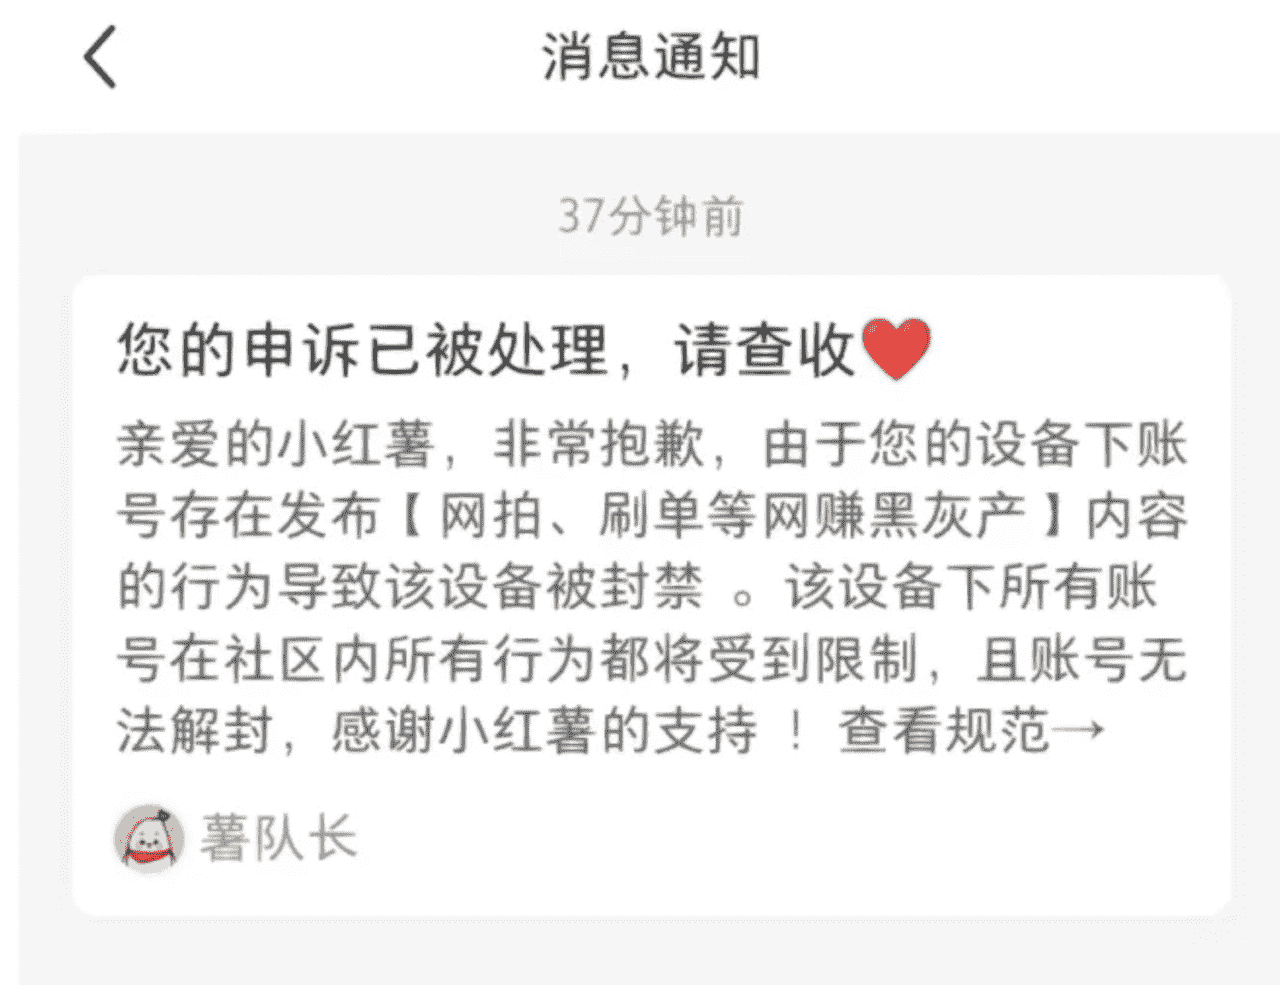 消息通知
37分钟前
您的申诉已被处理，请查收❤️
亲爱的小红薯，非常抱歉，由于您的设备下账
号存在发布【网拍、刷单等网赚黑灰产】内容
的行为导致该设备被封禁 。该设备下所有账
号在社区内所有行为都将受到限制，且账号无
法解封，感谢小红薯的支持 ！查看规范→
薯队长